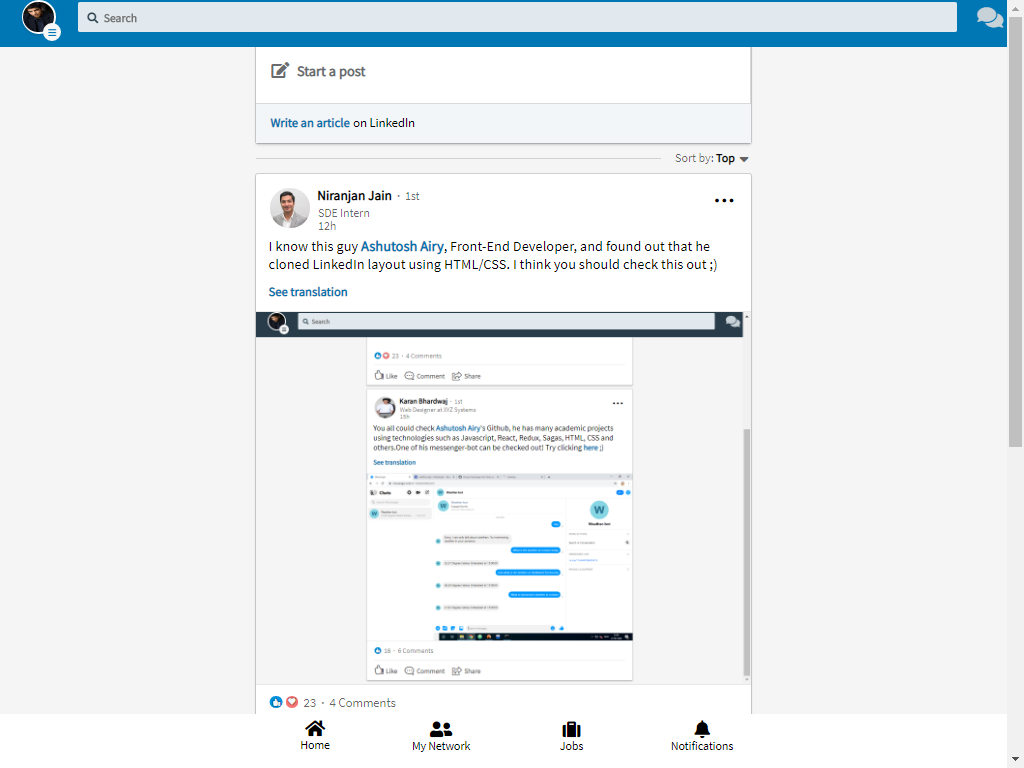 Search
Start a post
Write an article on LinkedIn
Sort by: Top
Niranjan Jain · 1st
SDE Intern
12h
I know this guy Ashutosh Airy, Front-End Developer, and found out that he
cloned LinkedIn layout using HTML/CSS. I think you should check this out ;)
See translation
Search
23 · 4 Comments
Like Comment Share
Karan Bhardwaj · 1st
Web Designer at XYZ Systems
18h
You all could check Ashutosh Airy's Github, he has many academic projects
using technologies such as Javascript, React, Redux, Sagas, HTML, CSS and
others.One of his messenger-bot can be checked out! Try clicking here ;)
See translation
Chats
W
W
W
16 · 6 Comments
Like Comment Share
23 · 4 Comments
Home My Network Jobs Notifications